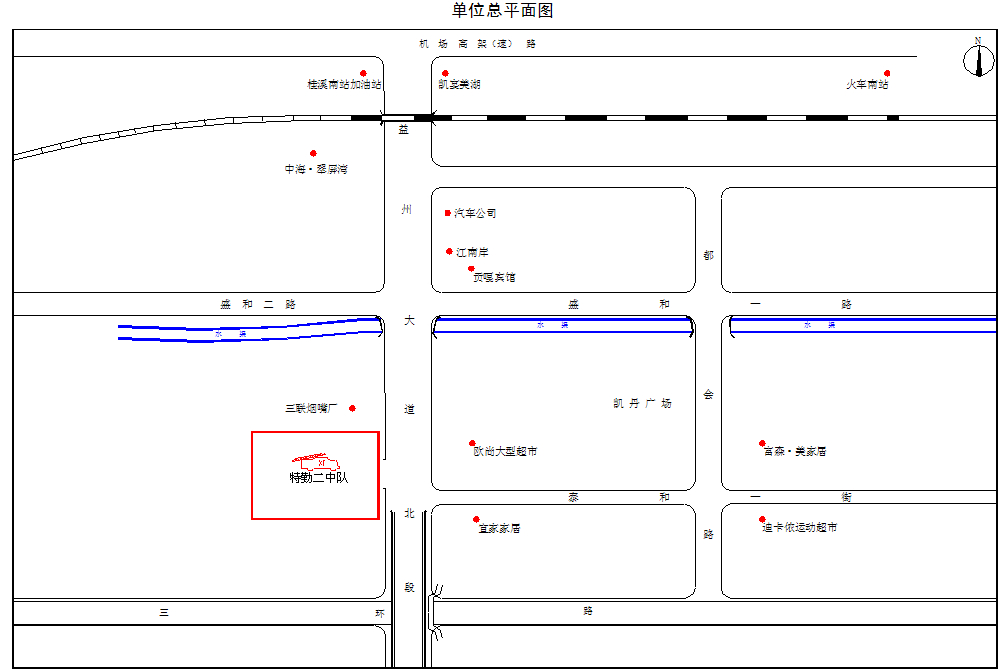 单位总平面图
机 场 高 架（速） 路
N
桂溪南站加油站
凯宾美湖
火车南站
益 州 大 道 北 段
中海·翠屏湾
汽车公司
江南岸
贡嘎宾馆
都 会 路
盛 和 二 路
盛 和 一 路
水 渠
水 渠
水 渠
三联烟嘴厂
凯 丹 广 场
欧尚大型超市
富森·美家居
XF
特勤二中队
泰 和 一 街
宜家家居
迪卡侬运动超市
三 环 路